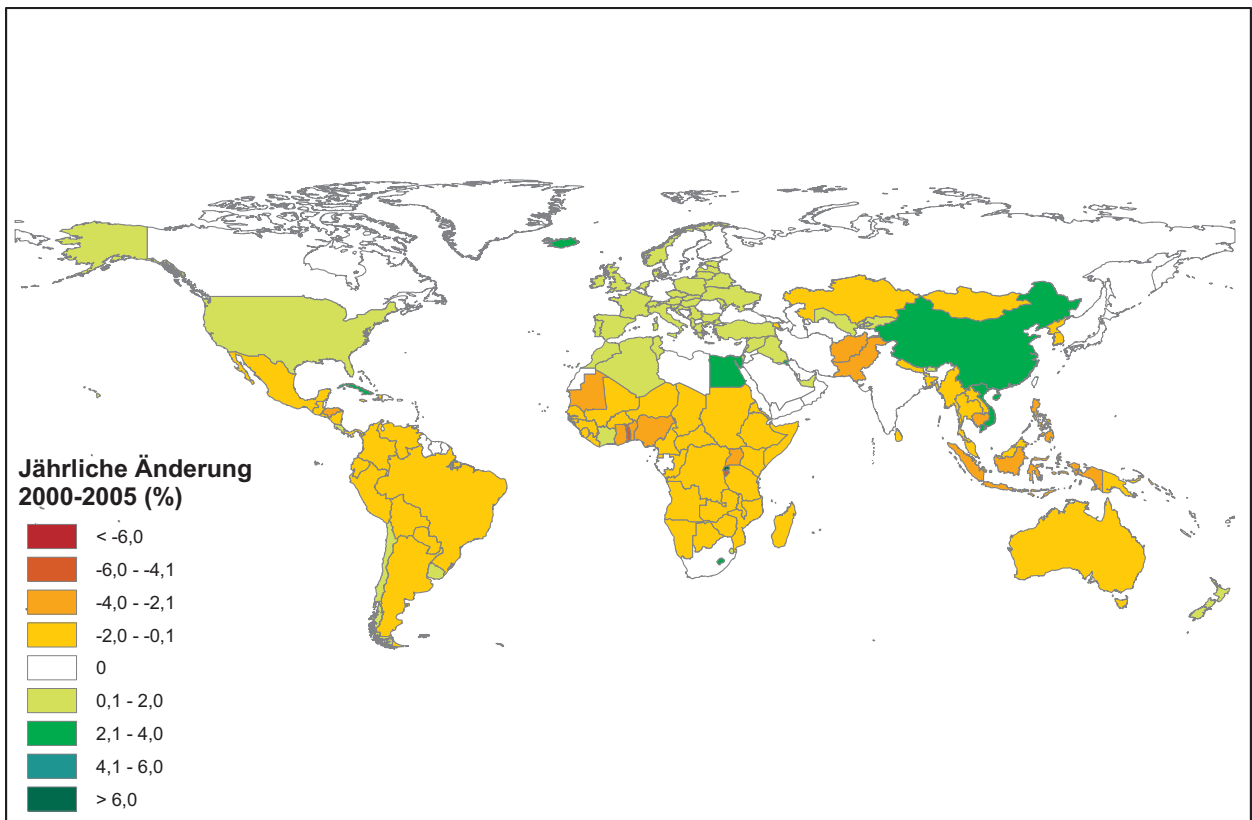 Jährliche Änderung
2000-2005 (%)
< -6,0
-6,0 - -4,1
-4,0 - -2,1
-2,0 - -0,1
0
0,1 - 2,0
2,1 - 4,0
4,1 - 6,0
> 6,0